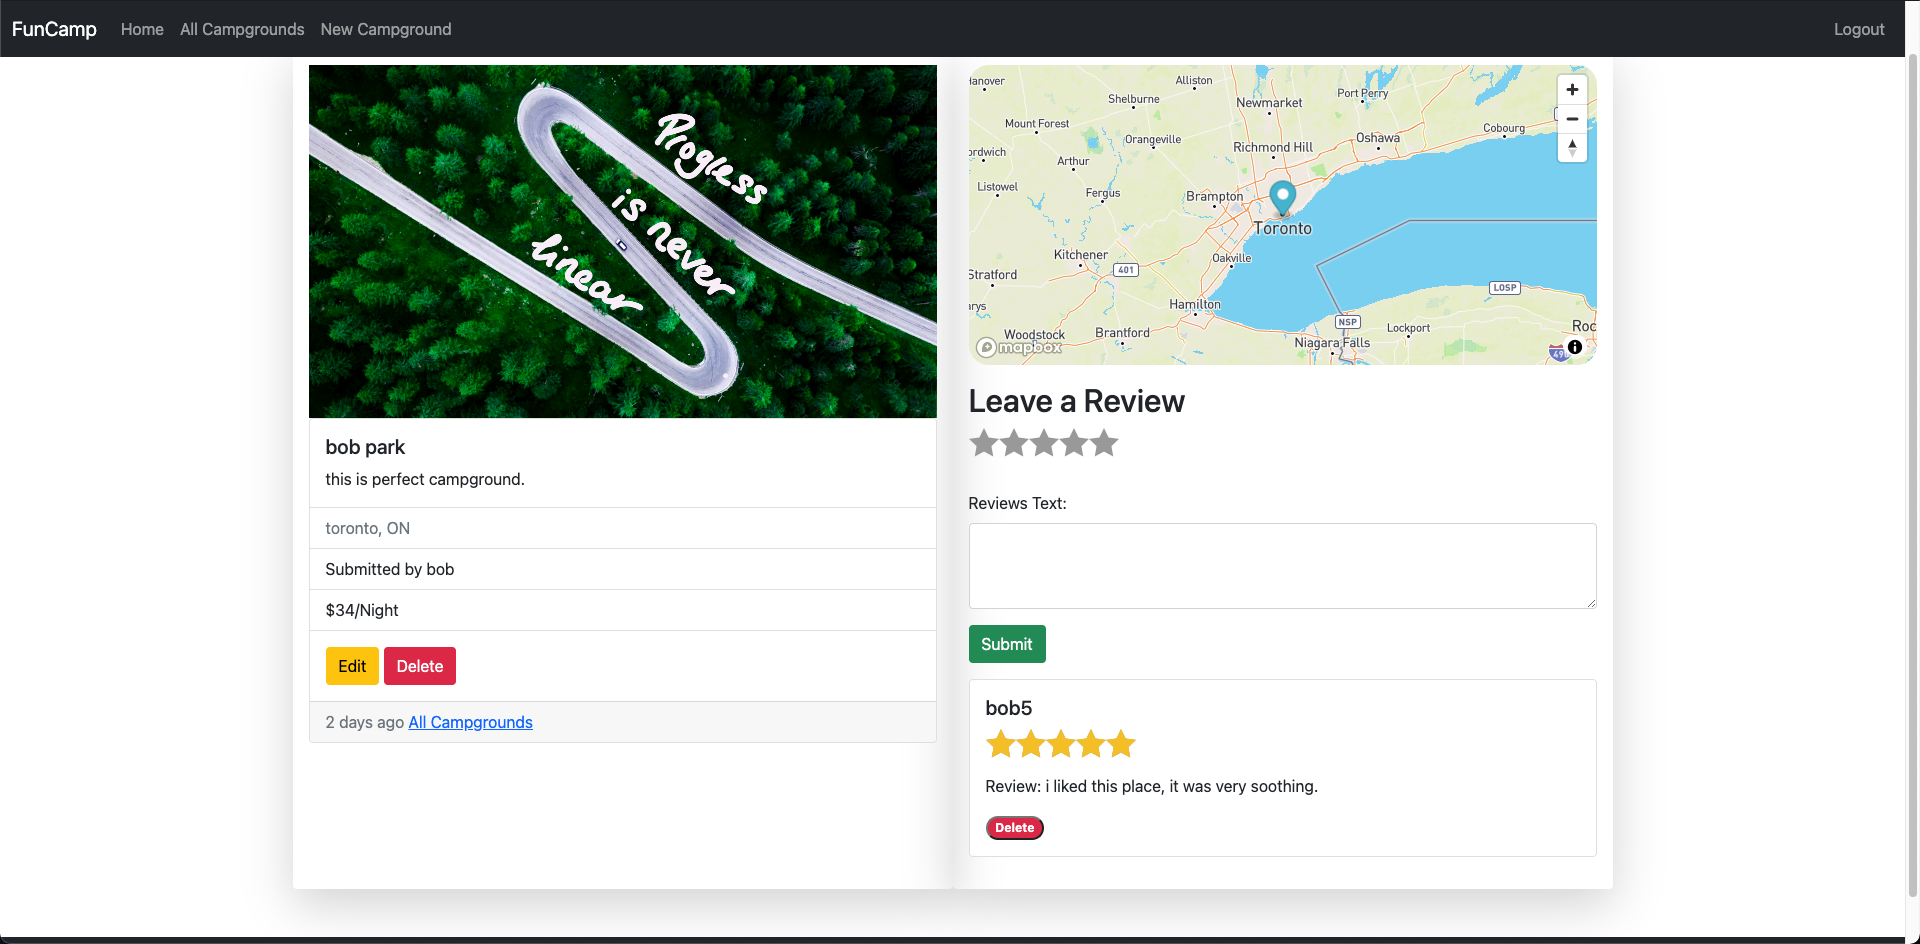 FunCamp Home All Campgrounds New Campground Logout
Progress
is never
linear
bob park
this is perfect campground.
toronto, ON
Submitted by bob
$34/Night
Edit Delete
2 days ago All Campgrounds
Alliston
Shelburne
Port Perry
Newmarket
Mount Forest
Cobourg
Orangeville
Oshawa
Richmond Hill
Arthur
Listowel
Fergus
Brampton
Toronto
Kitchener
Oakville
401
Stratford
LOSP
Hamilton
NSP
Woodstock
Brantford
Lockport
Niagara Falls
mapbox
Leave a Review
Reviews Text:
Submit
bob5
Review: i liked this place, it was very soothing.
Delete